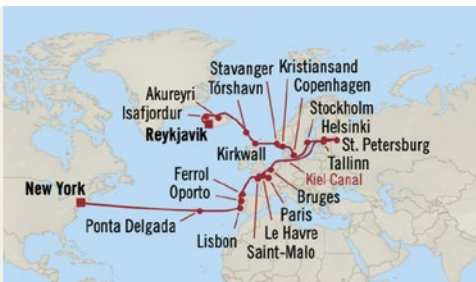 Stavanger
Kristiansand
Akureyri
Tórshavn
Copenhagen
Isafjordur
Stockholm
Reykjavik
Helsinki
Kirkwall
St. Petersburg
Tallinn
Ferrol
Kiel Canal
New York
Oporto
Bruges
Paris
Ponta Delgada
Le Havre
Lisbon
Saint-Malo